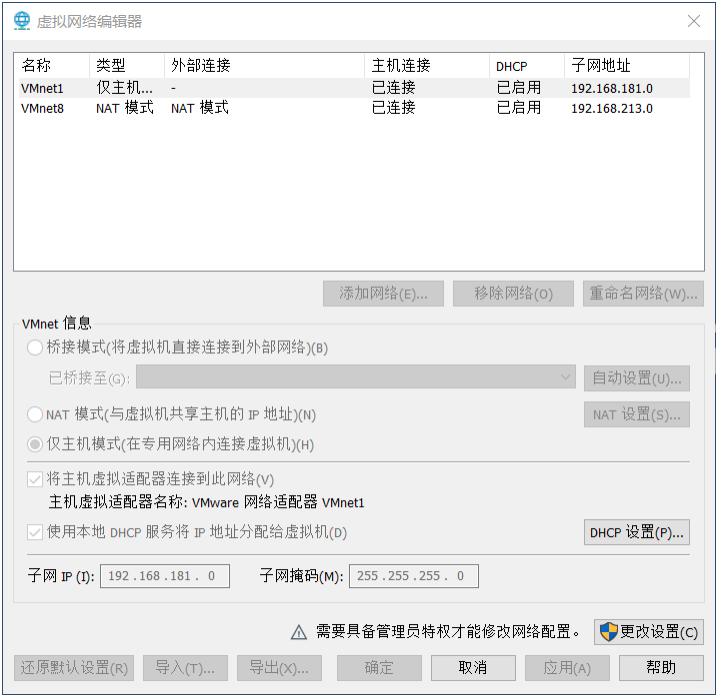 虚拟网络编辑器
名称 类型 外部连接 主机连接 DHCP 子网地址
VMnet1 仅主机... - 已连接 已启用 192.168.181.0
VMnet8 NAT 模式 NAT 模式 已连接 已启用 192.168.213.0
添加网络(E)... 移除网络(O) 重命名网络(W)...
VMnet 信息
桥接模式(将虚拟机直接连接到外部网络)(B)
已桥接至(G): 自动设置(U)...
NAT 模式(与虚拟机共享主机的 IP 地址)(N) NAT 设置(S)...
仅主机模式(在专用网络内连接虚拟机)(H)
将主机虚拟适配器连接到此网络(V)
主机虚拟适配器名称: VMware 网络适配器 VMnet1
使用本地 DHCP 服务将 IP 地址分配给虚拟机(D) DHCP 设置(P)...
子网 IP (I): 192.168.181. 0 子网掩码(M): 255.255.255. 0
需要具备管理员特权才能修改网络配置。 更改设置(C)
还原默认设置(R) 导入(T)... 导出(X)... 确定 取消 应用(A) 帮助